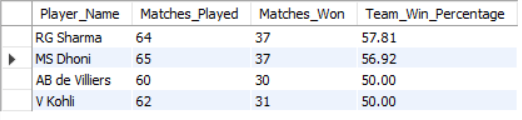 Player_Name Matches_Played Matches_Won Team_Win_Percentage
RG Sharma 64 37 57.81
MS Dhoni 65 37 56.92
AB de Villiers 60 30 50.00
V Kohli 62 31 50.00